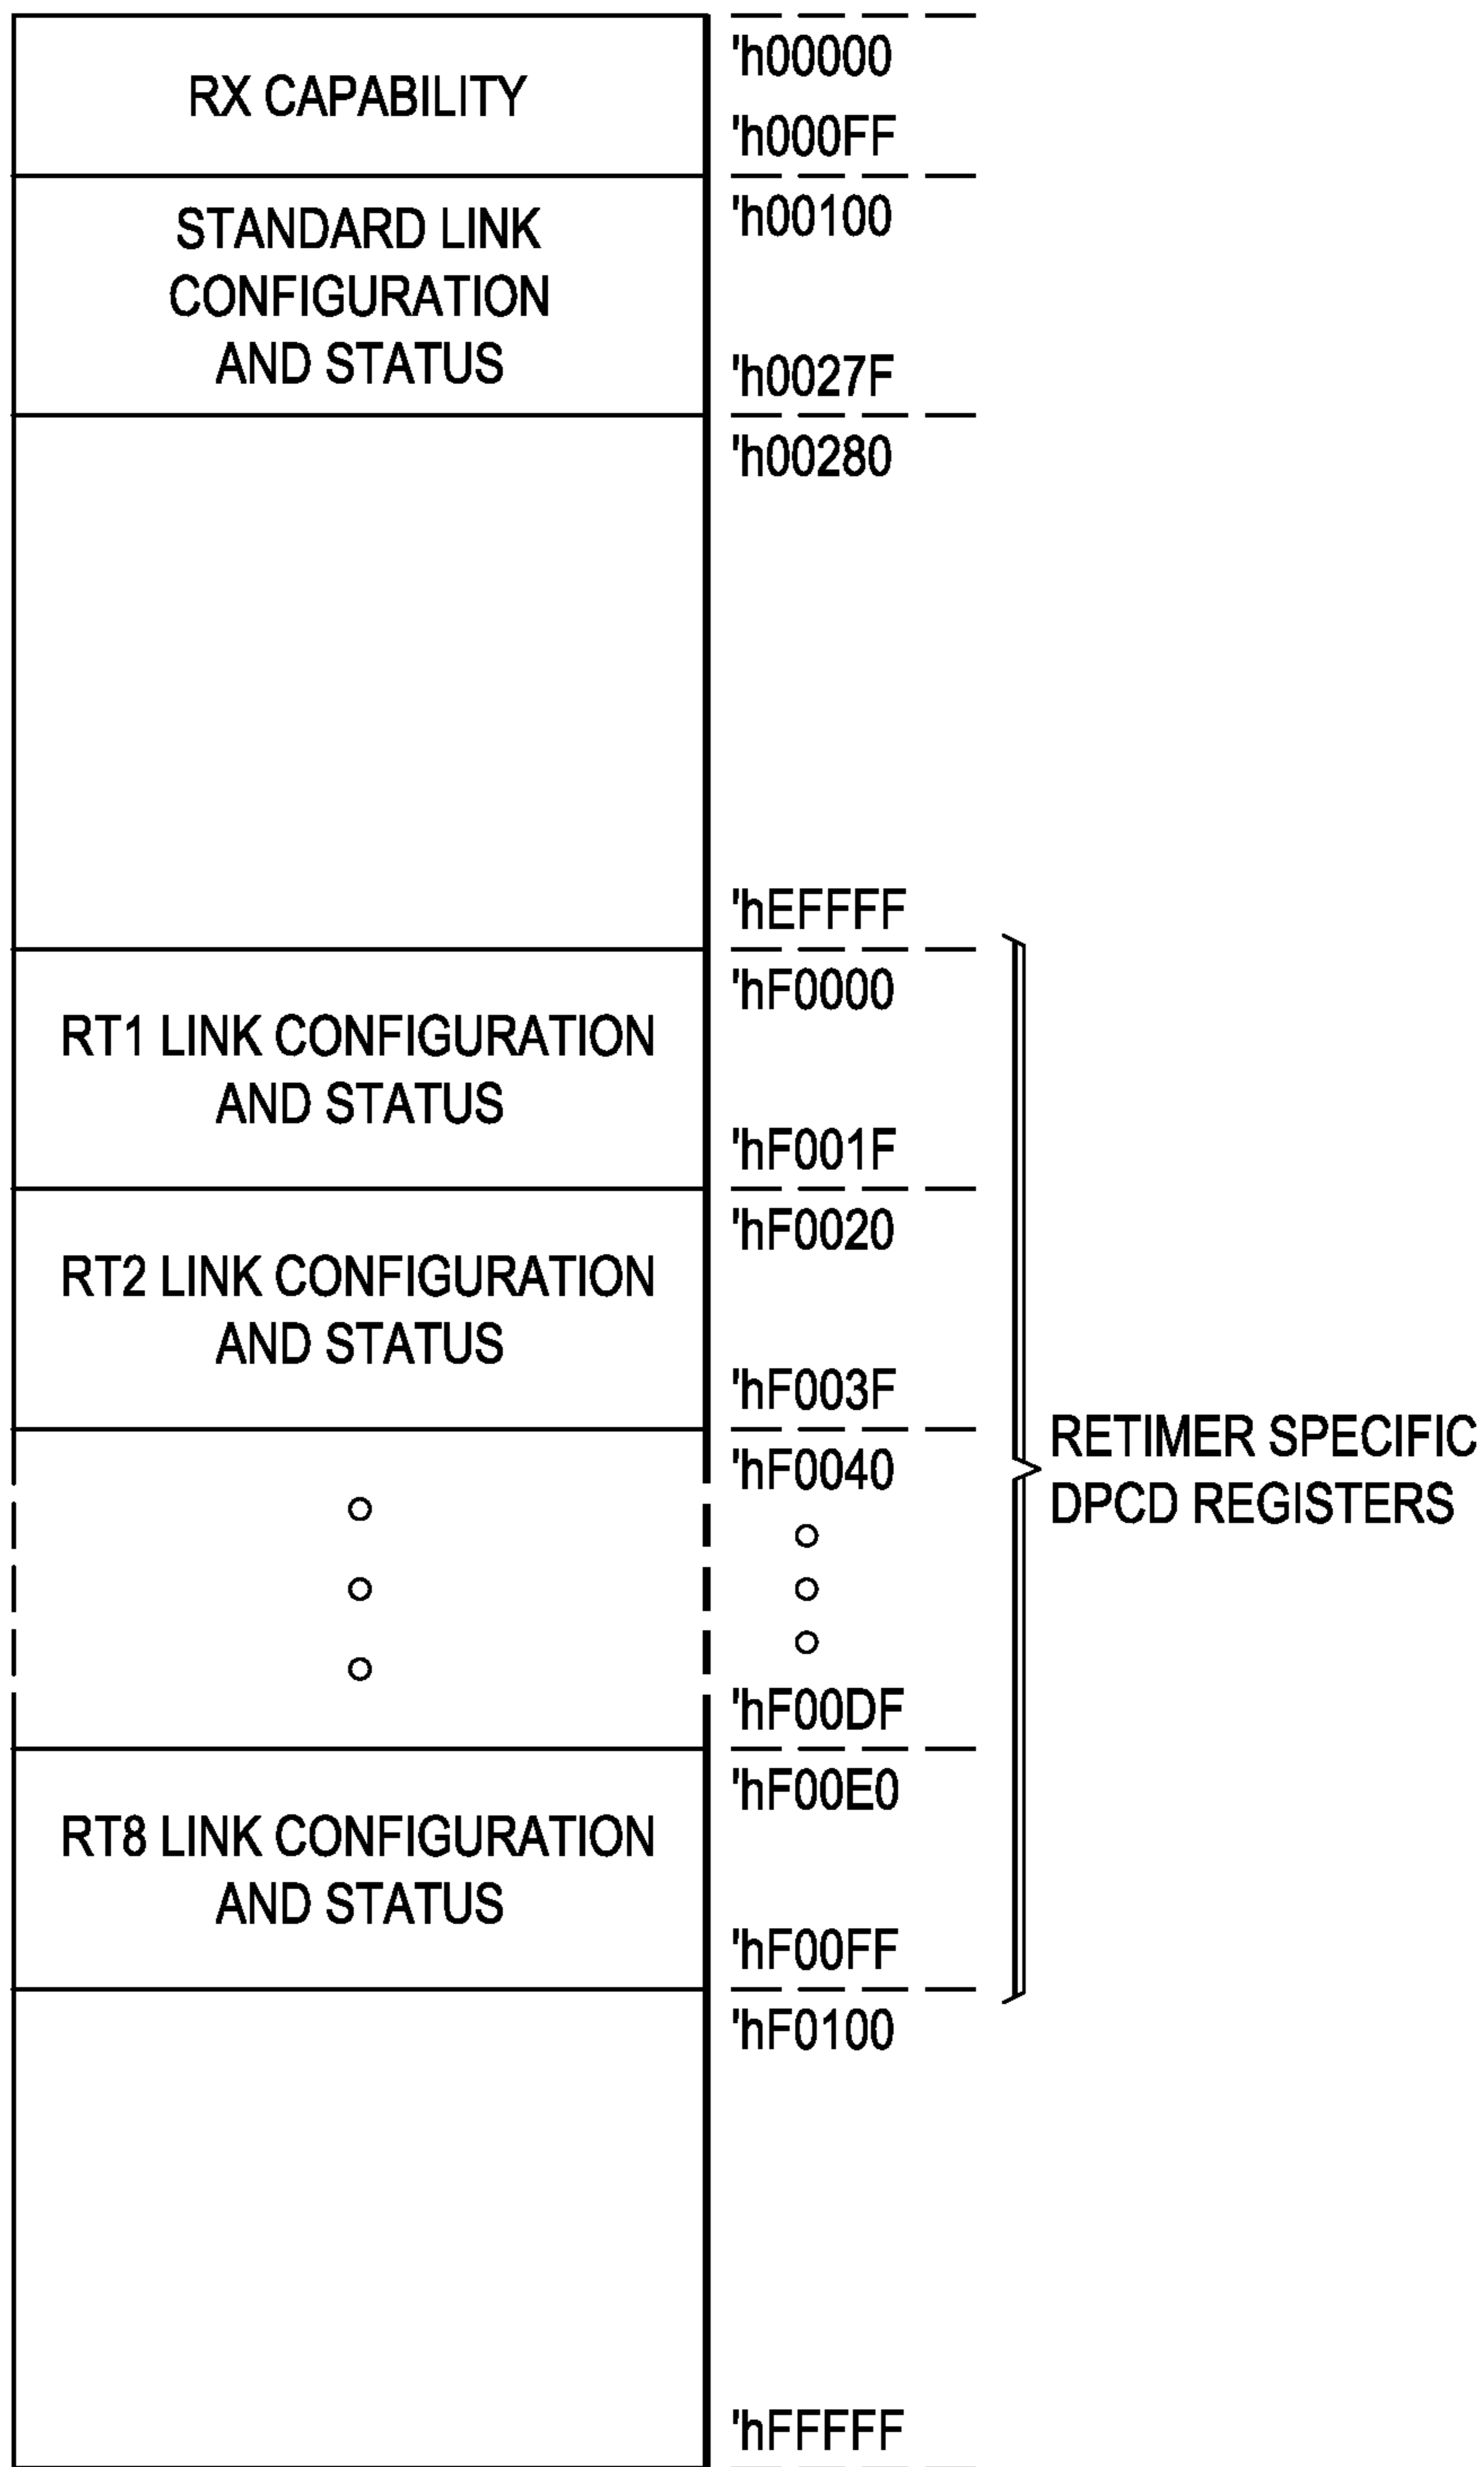 RX CAPABILITY
'h00000
'h000FF
STANDARD LINK
CONFIGURATION
AND STATUS
'h00100
'h0027F
'h00280
'hEFFFF
RT1 LINK CONFIGURATION
AND STATUS
'hF0000
'hF001F
RT2 LINK CONFIGURATION
AND STATUS
'hF0020
'hF003F
'hF0040
'hF00DF
RT8 LINK CONFIGURATION
AND STATUS
'hF00E0
'hF00FF
'hF0100
'hFFFFF
RETIMER SPECIFIC
DPCD REGISTERS